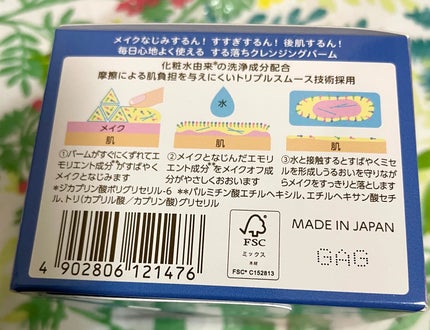 メイクなじみするん! すすぎするん! 後肌するん!
毎日心地よく使える する落ちクレンジングバーム
化粧水由来*の洗浄成分配合
摩擦による肌負担を与えにくいトリプルスムース技術採用
メイク
肌
水
肌
肌
①バームがすぐにくずれてエモリエント成分**がすばやくメイクとなじみます
②メイクとなじんだエモリエント成分**をメイクオフ成分がやさしくおおいます
③水と接触するとすばやくミセルを形成しうるおいを守りながらメイクをすっきりと落とします
*ジカプリン酸ポリグリセリル-6 **パルミチン酸エチルヘキシル、エチルヘキサン酸セチル、トリ(カプリル酸/カプリン酸)グリセリル
FSC
ミックス
木材
FSC® C152813
MADE IN JAPAN
GAG
4 902806 121476